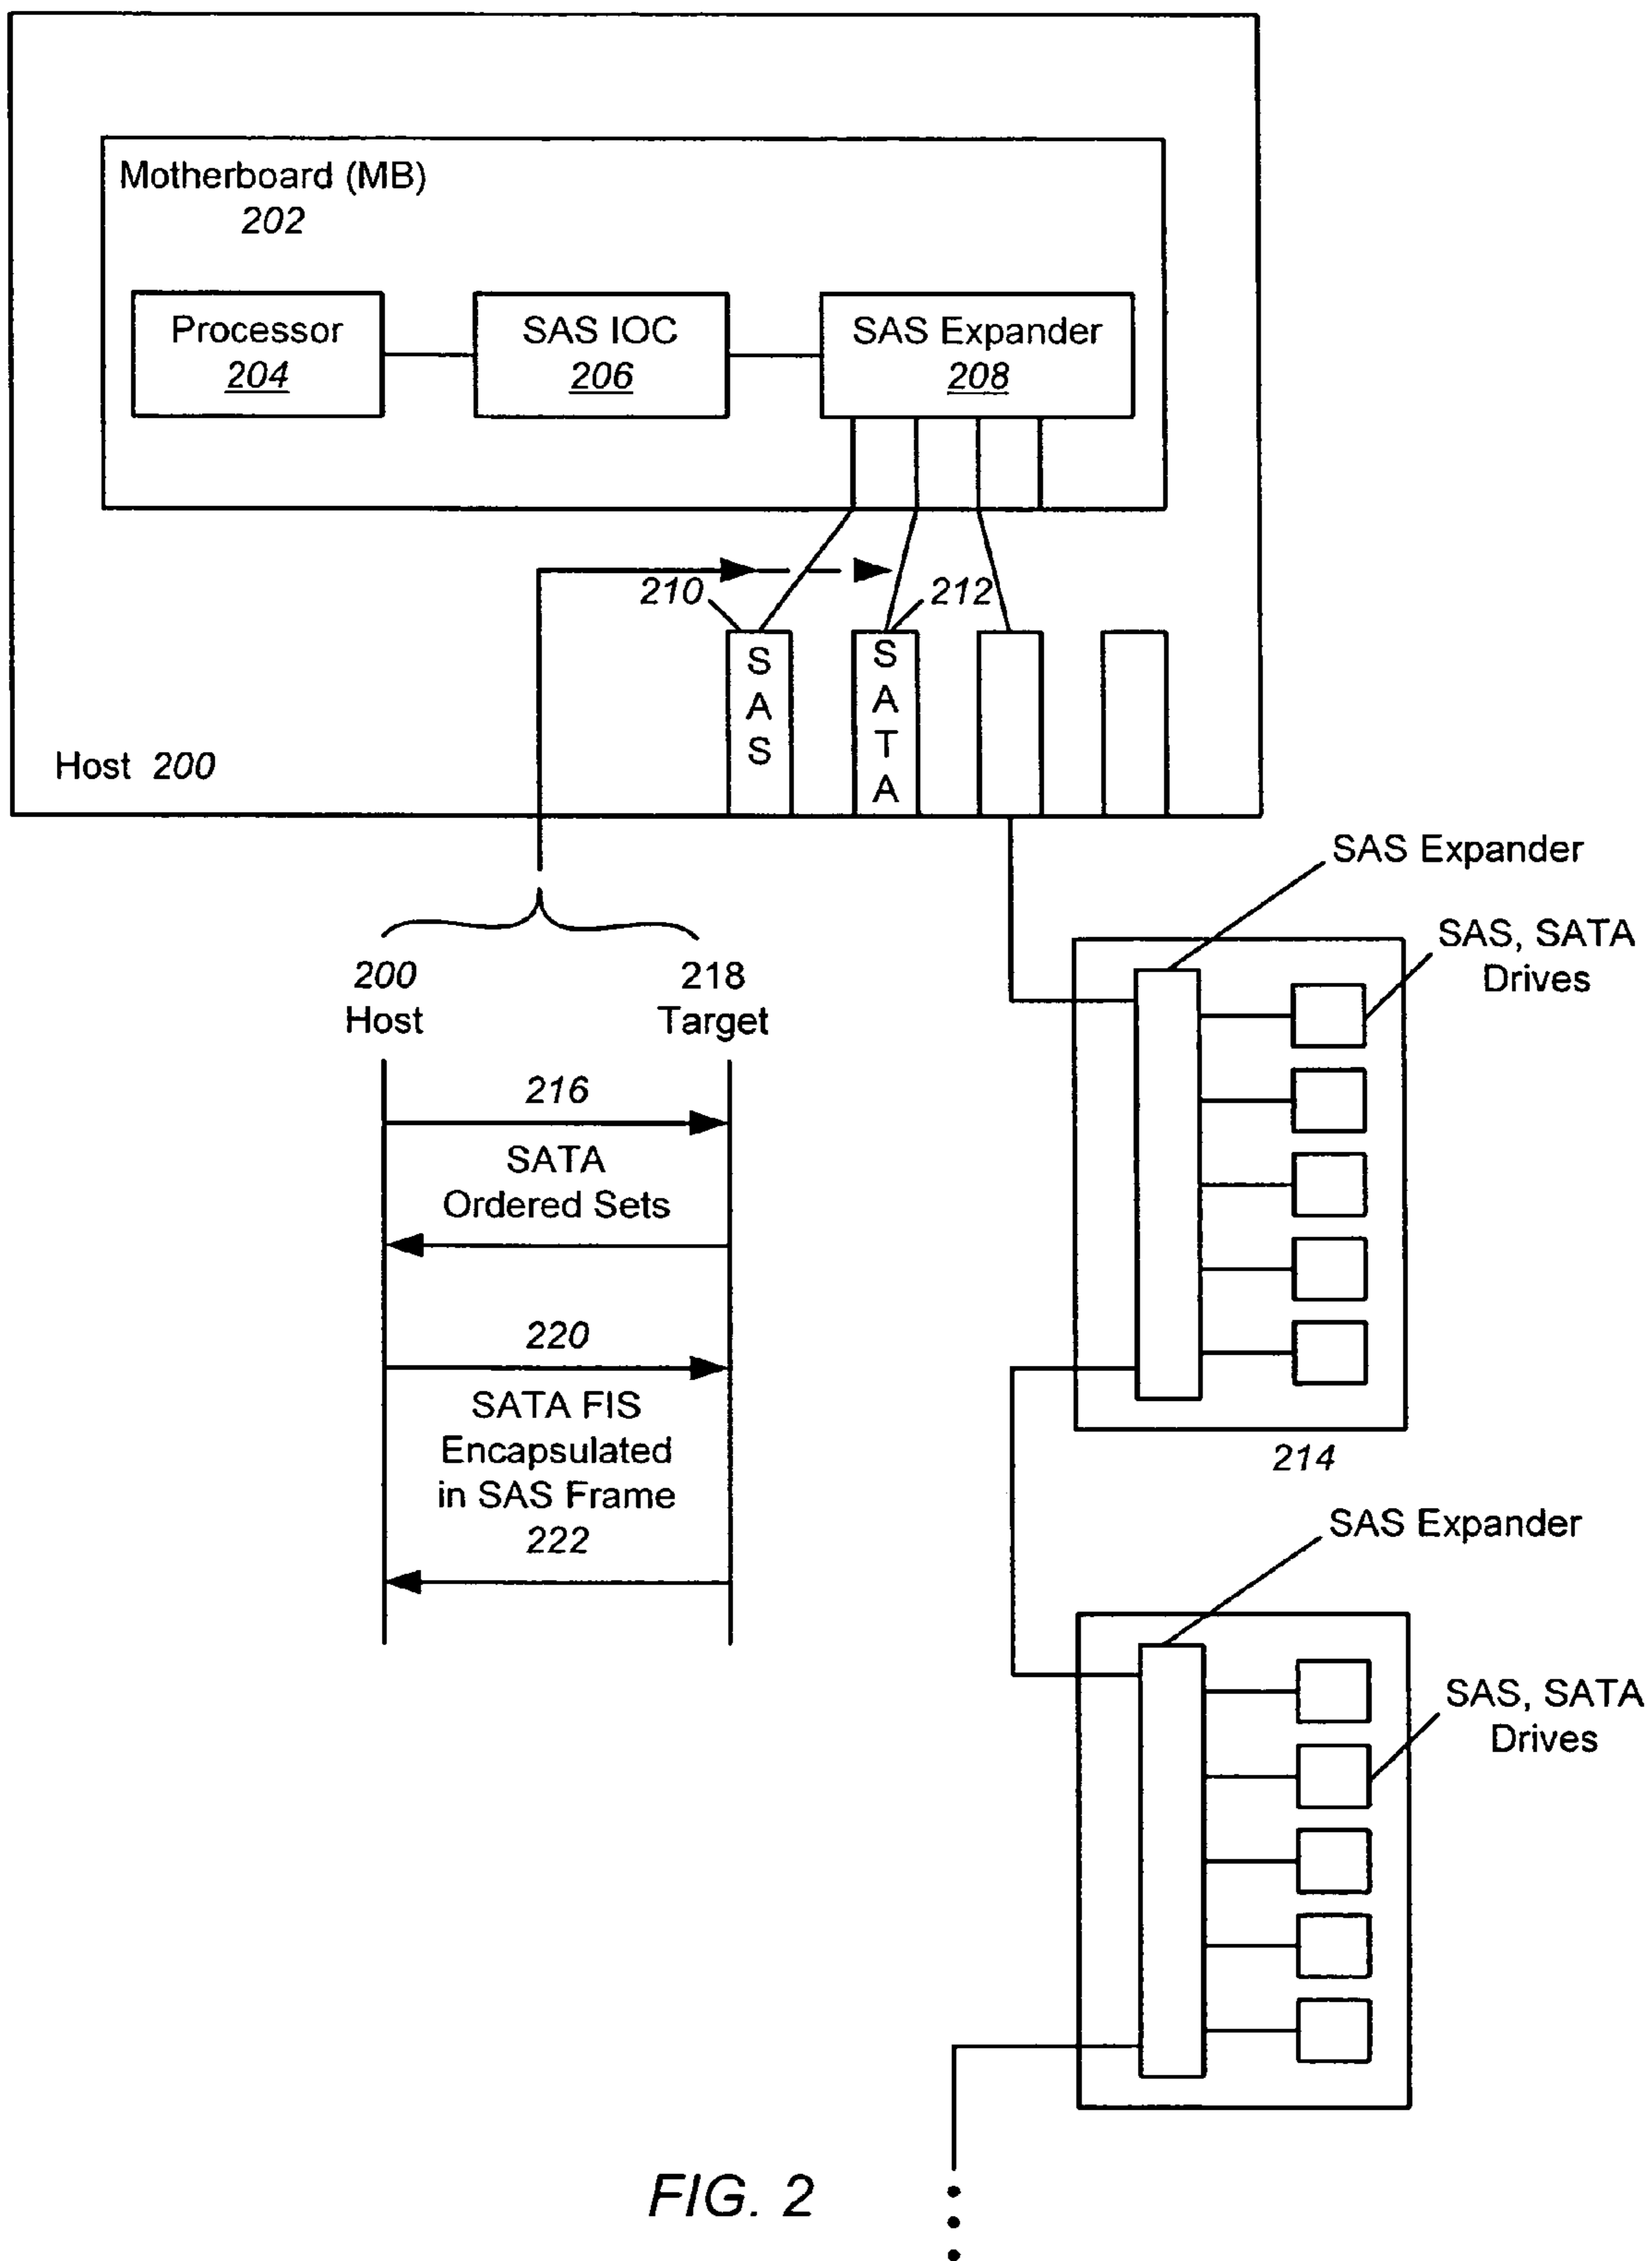 Motherboard (MB)
202
Processor
204
SAS IOC
206
SAS Expander
208
210
212
SAS
SATA
Host 200
SAS Expander
SAS, SATA
Drives
200
Host
218
Target
216
SATA
Ordered Sets
220
SATA FIS
Encapsulated
in SAS Frame
222
214
SAS Expander
SAS, SATA
Drives
FIG. 2